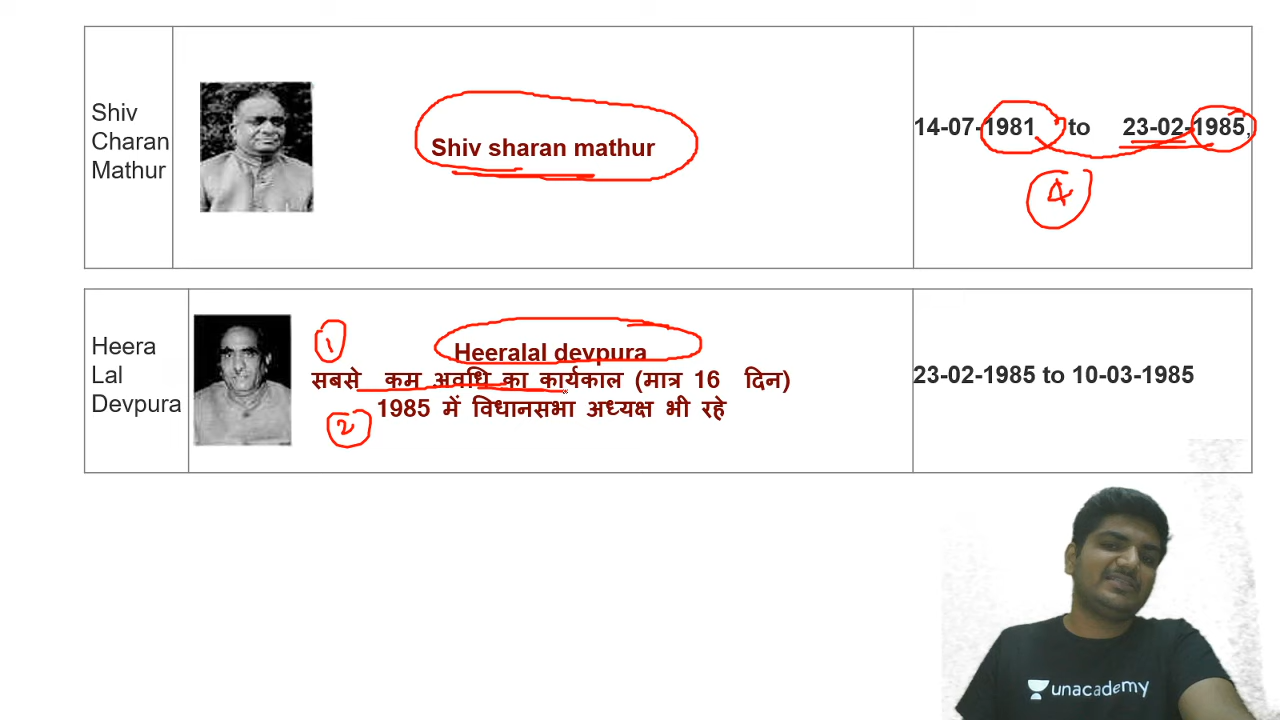 Shiv
Charan
Mathur
Shiv sharan mathur
14-07-1981 to 23-02-1985,
4
Heera
Lal
Devpura
1
Heeralal devpura
सबसे कम अवधि का कार्यकाल (मात्र 16 दिन)
2
1985 में विधानसभा अध्यक्ष भी रहे
23-02-1985 to 10-03-1985
unacademy